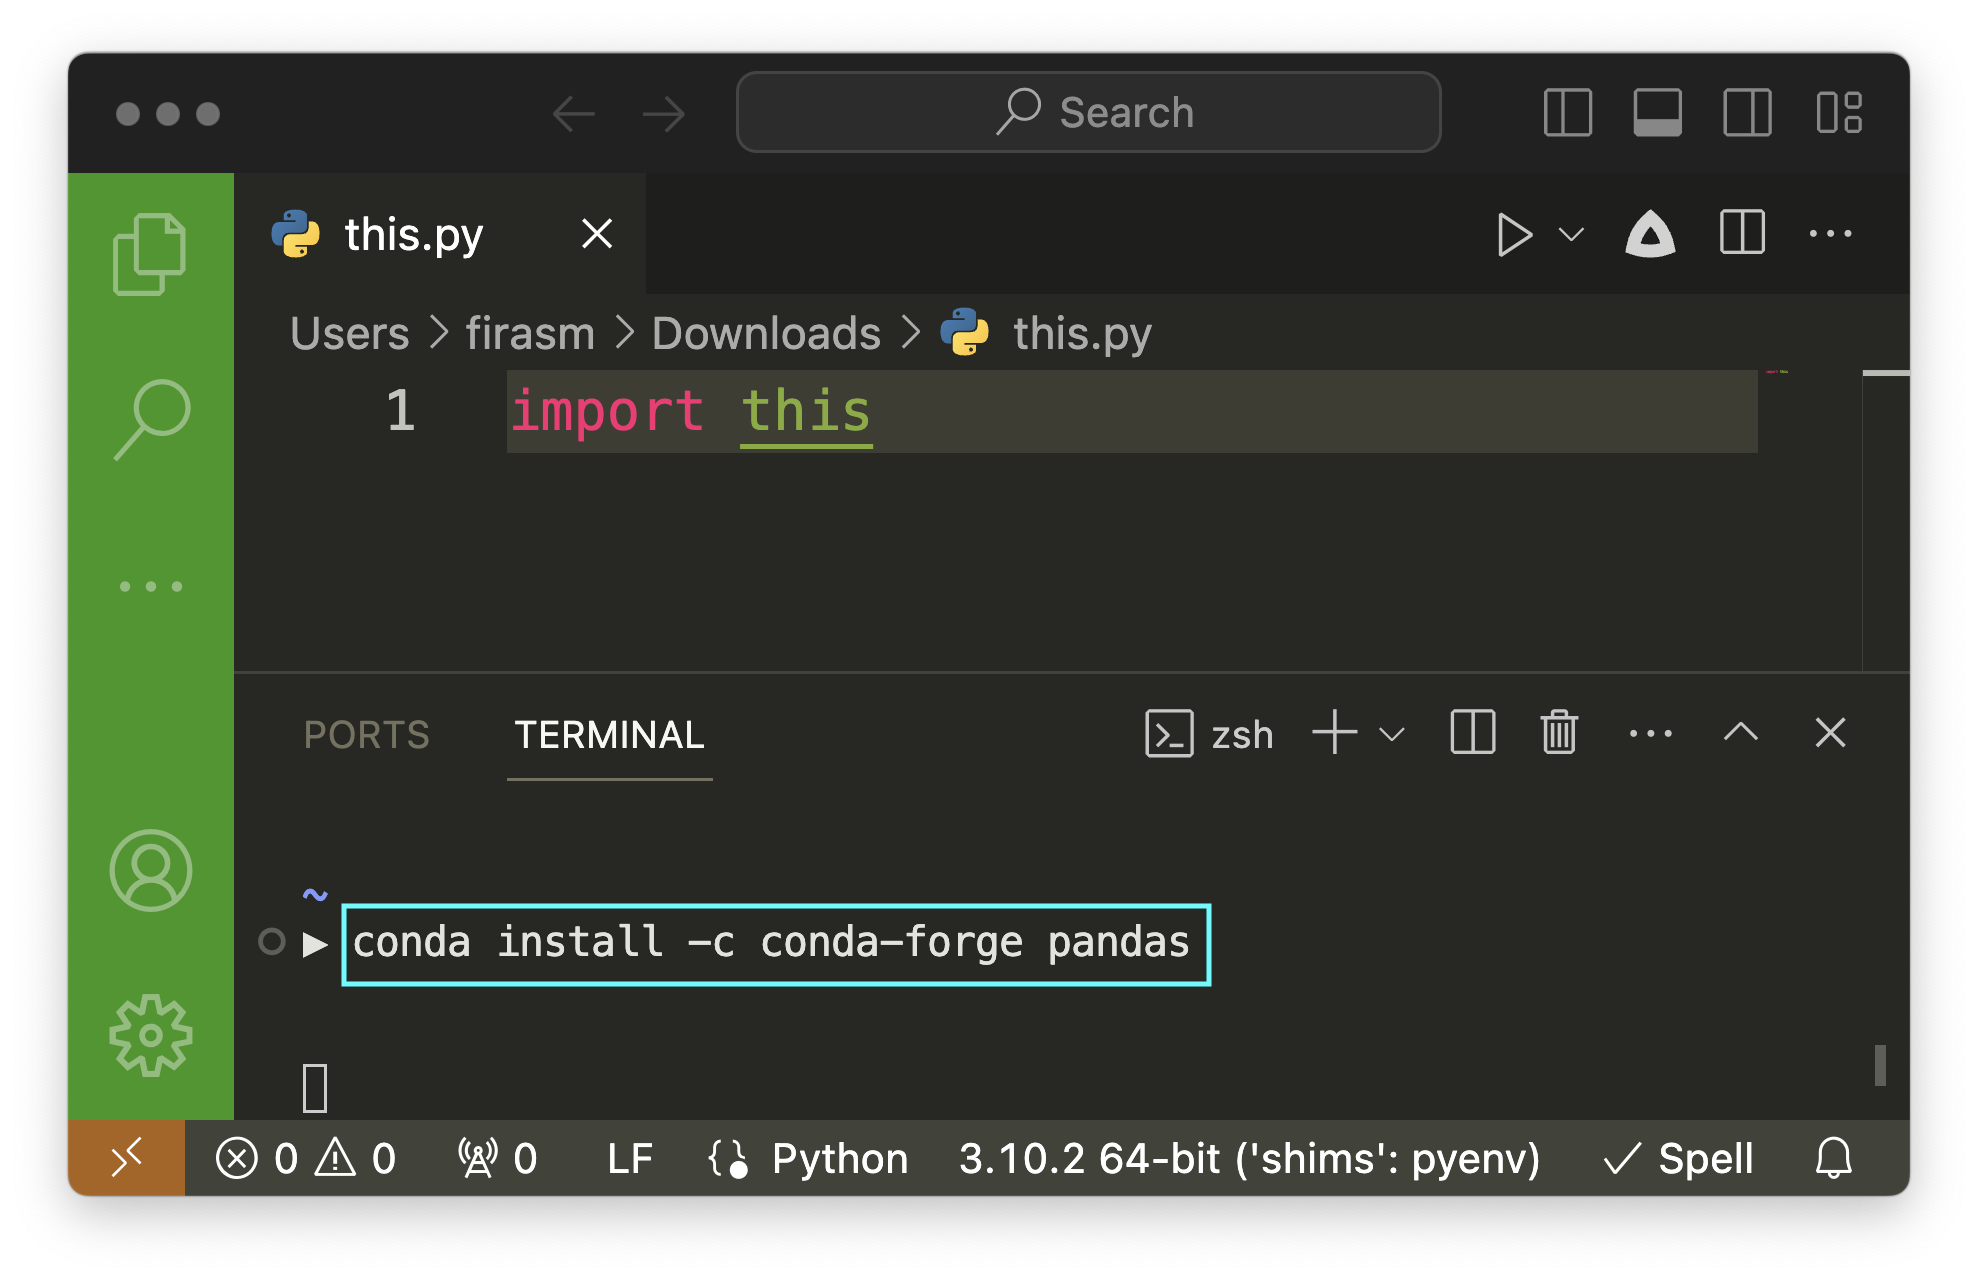 Search
this.py
Users > firasm > Downloads > this.py
1 import this
PORTS TERMINAL zsh
~
conda install -c conda-forge pandas
0 0 0 LF Python 3.10.2 64-bit ('shims': pyenv) Spell